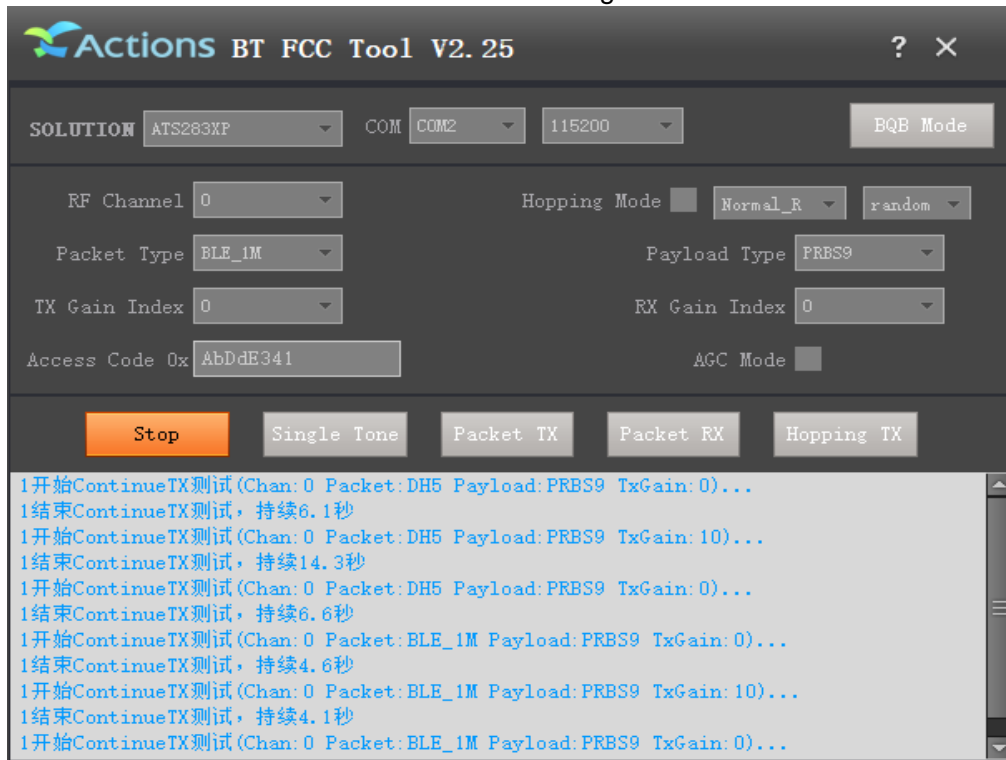 Actions BT FCC Tool V2.25 ? ×
SOLUTION ATS283XP COM COM2 115200 BQB Mode
RF Channel 0 Hopping Mode Normal_R random
Packet Type BLE_1M Payload Type PRBS9
TX Gain Index 0 RX Gain Index 0
Access Code 0x AbDdE341 AGC Mode
Stop Single Tone Packet TX Packet RX Hopping TX
1开始ContinueTX测试(Chan:0 Packet:DH5 Payload:PRBS9 TxGain:0)...
1结束ContinueTX测试，持续6.1秒
1开始ContinueTX测试(Chan:0 Packet:DH5 Payload:PRBS9 TxGain:10)...
1结束ContinueTX测试，持续14.3秒
1开始ContinueTX测试(Chan:0 Packet:DH5 Payload:PRBS9 TxGain:0)...
1结束ContinueTX测试，持续6.6秒
1开始ContinueTX测试(Chan:0 Packet:BLE_1M Payload:PRBS9 TxGain:0)...
1结束ContinueTX测试，持续4.6秒
1开始ContinueTX测试(Chan:0 Packet:BLE_1M Payload:PRBS9 TxGain:10)...
1结束ContinueTX测试，持续4.1秒
1开始ContinueTX测试(Chan:0 Packet:BLE_1M Payload:PRBS9 TxGain:0)...